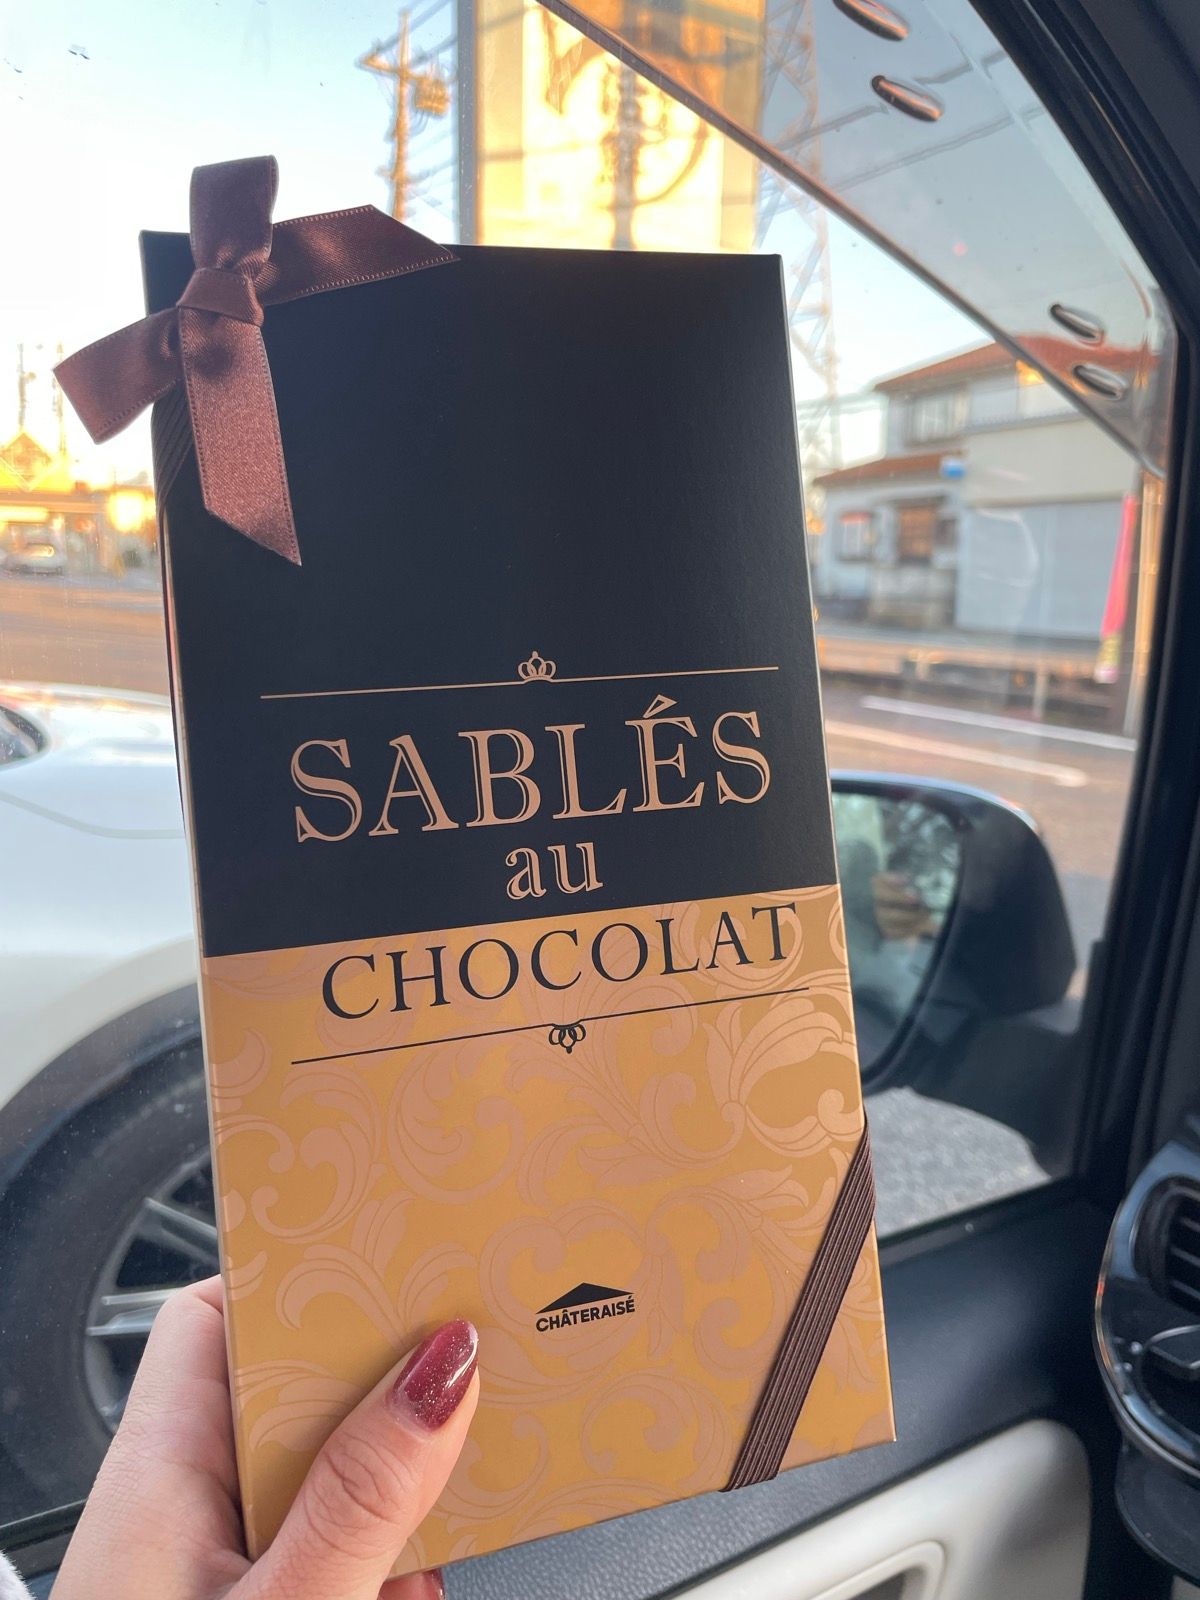 SABLÉS
au
CHOCOLAT
CHÂTERAISÉ